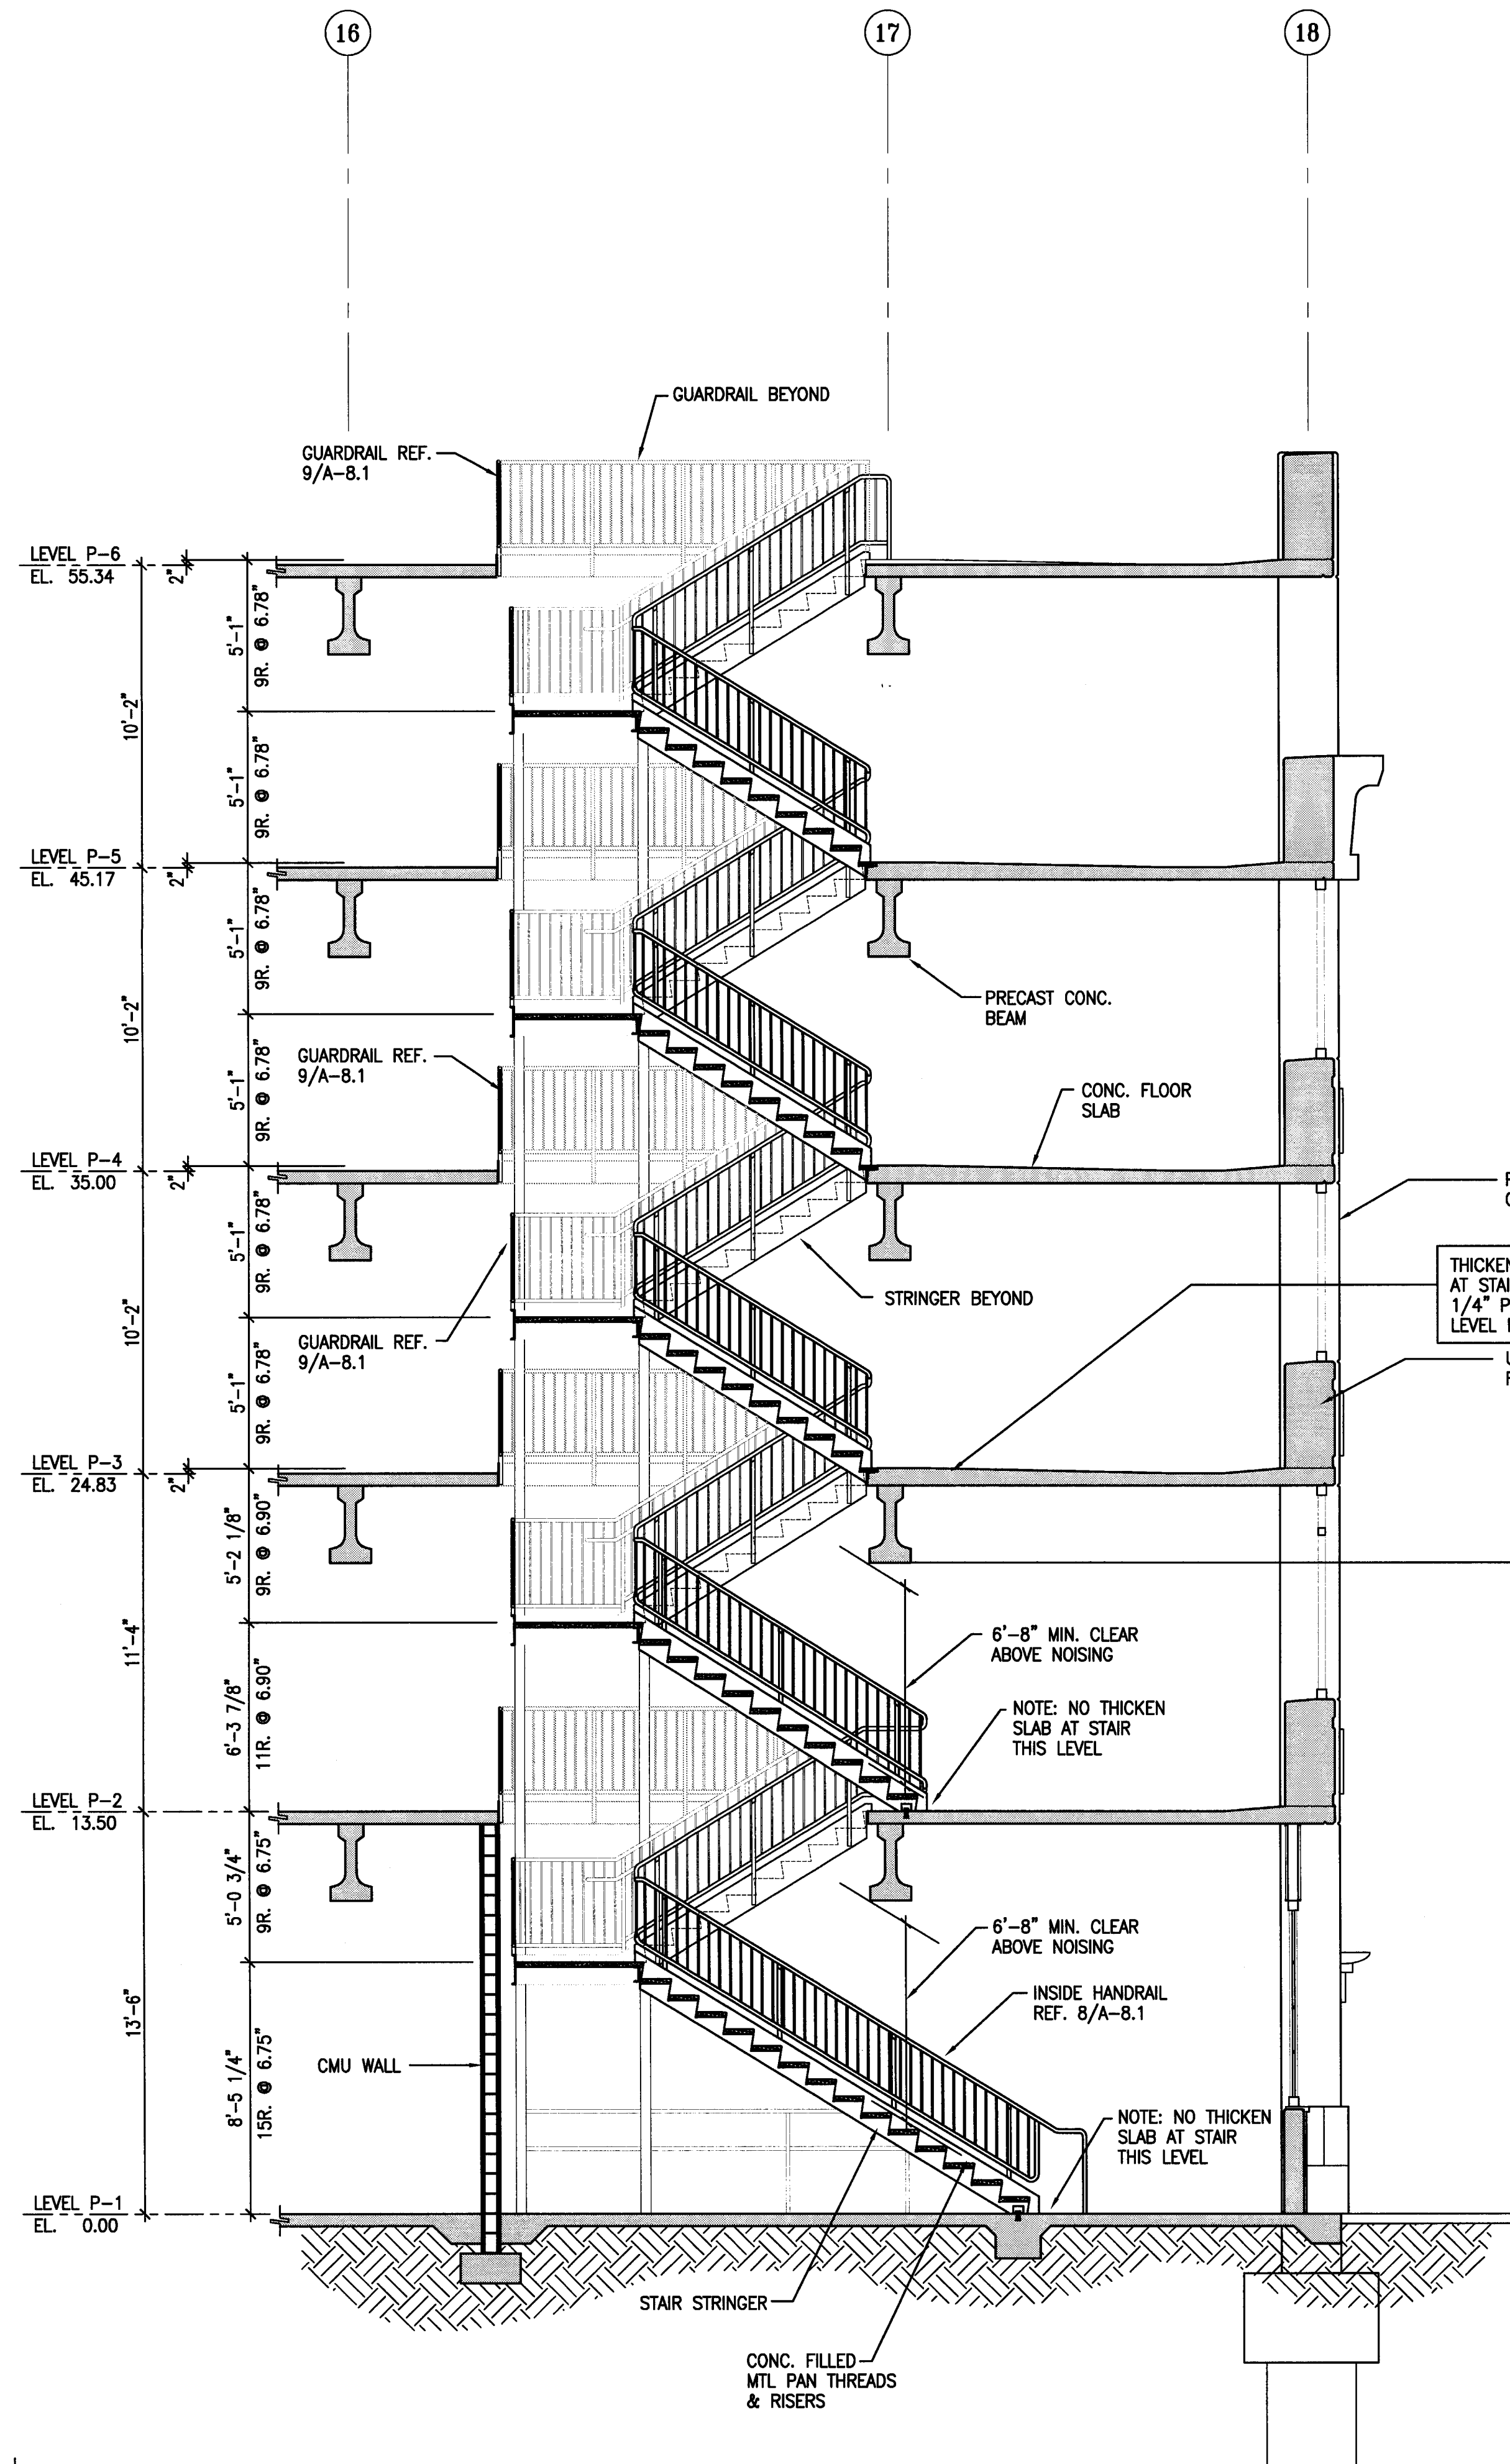 16
17
18
GUARDRAIL BEYOND
GUARDRAIL REF.
9/A-8.1
LEVEL P-6
EL. 55.34
2"
5'-1"
9R. @ 6.78"
10'-2"
5'-1"
9R. @ 6.78"
LEVEL P-5
EL. 45.17
2"
5'-1"
9R. @ 6.78"
10'-2"
PRECAST CONC.
BEAM
GUARDRAIL REF.
9/A-8.1
5'-1"
9R. @ 6.78"
CONC. FLOOR
SLAB
LEVEL P-4
EL. 35.00
2"
5'-1"
9R. @ 6.78"
10'-2"
STRINGER BEYOND
AT
1/4"
LEVEL
GUARDRAIL REF.
9/A-8.1
5'-1"
9R. @ 6.78"
LEVEL P-3
EL. 24.83
2"
5'-2 1/8"
9R. @ 6.90"
11'-4"
6'-8" MIN. CLEAR
ABOVE NOISING
6'-3 7/8"
11R. @ 6.90"
NOTE: NO THICKEN
SLAB AT STAIR
THIS LEVEL
LEVEL P-2
EL. 13.50
5'-0 3/4"
9R. @ 6.75"
6'-8" MIN. CLEAR
ABOVE NOISING
INSIDE HANDRAIL
REF. 8/A-8.1
13'-6"
CMU WALL
8'-5 1/4"
15R. @ 6.75"
NOTE: NO THICKEN
SLAB AT STAIR
THIS LEVEL
LEVEL P-1
EL. 0.00
STAIR STRINGER
CONC. FILLED
MTL PAN THREADS
& RISERS